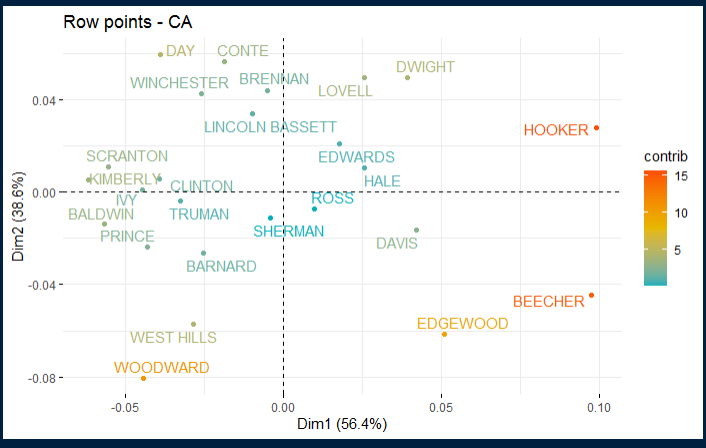 Row points - CA
DAY
CONTE
WINCHESTER
BRENNAN
LOVELL
DWIGHT
0.04
LINCOLN BASSETT
HOOKER
EDWARDS
contrib
SCRANTON
15
KIMBERLY
CLINTON
HALE
0.00
IVY
ROSS
10
BALDWIN
TRUMAN
PRINCE
SHERMAN
DAVIS
5
BARNARD
-0.04
BEECHER
EDGEWOOD
WEST HILLS
WOODWARD
-0.08
-0.05
0.00
0.05
0.10
Dim1 (56.4%)
Dim2 (38.6%)